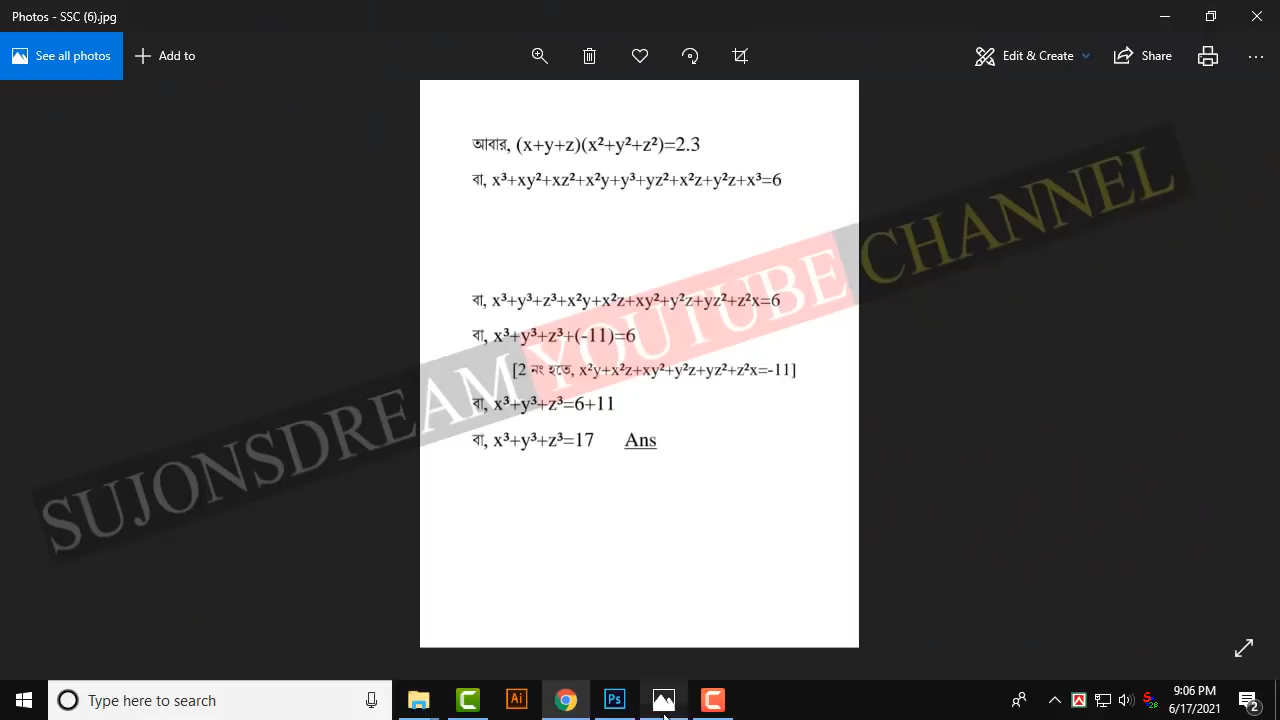 Photos - SSC (6).jpg
See all photos
Add to
Edit & Create
Share
আবার, (x+y+z)(x²+y²+z²)=2.3
বা, x³+xy²+xz²+x²y+y³+yz²+x²z+y²z+x³=6
বা, x³+y³+z³+x²y+x²z+xy²+y²z+yz²+z²x=6
বা, x³+y³+z³+(-11)=6
[2 নং হতে, x²y+x²z+xy²+y²z+yz²+z²x=-11]
বা, x³+y³+z³=6+11
বা, x³+y³+z³=17 Ans
SUJONSDREAM YOUTUBE CHANNEL
Type here to search
Ai
Ps
9:06 PM
6/17/2021
2